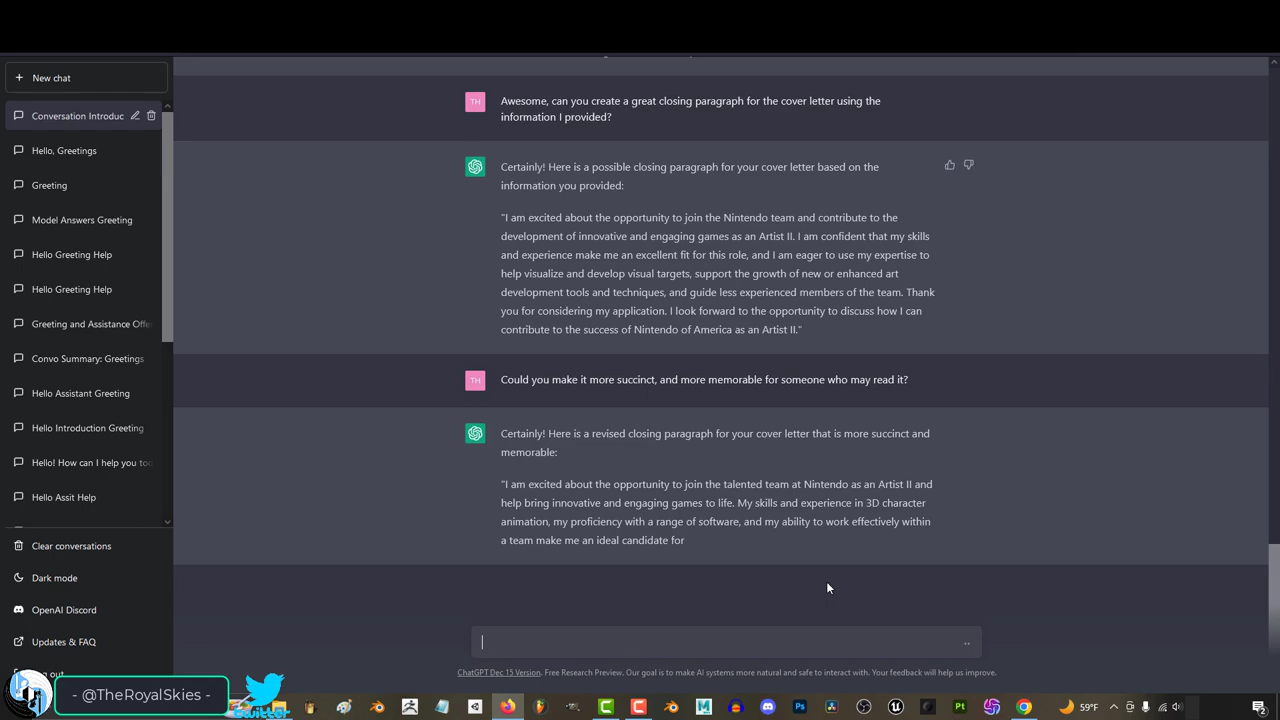 New chat
Conversation Introduc
Hello, Greetings
Greeting
Model Answers Greeting
Hello Greeting Help
Hello Greeting Help
Greeting and Assistance Offe
Convo Summary: Greetings
Hello Assistant Greeting
Hello Introduction Greeting
Hello! How can I help you too
Hello Assit Help
Clear conversations
Dark mode
OpenAI Discord
Updates & FAQ
out
- @TheRoyalSkies -
twitter
TH
Awesome, can you create a great closing paragraph for the cover letter using the
information I provided?
Certainly! Here is a possible closing paragraph for your cover letter based on the
information you provided:
"I am excited about the opportunity to join the Nintendo team and contribute to the
development of innovative and engaging games as an Artist II. I am confident that my skills
and experience make me an excellent fit for this role, and I am eager to use my expertise to
help visualize and develop visual targets, support the growth of new or enhanced art
development tools and techniques, and guide less experienced members of the team. Thank
you for considering my application. I look forward to the opportunity to discuss how I can
contribute to the success of Nintendo of America as an Artist II."
TH
Could you make it more succinct, and more memorable for someone who may read it?
Certainly! Here is a revised closing paragraph for your cover letter that is more succinct and
memorable:
"I am excited about the opportunity to join the talented team at Nintendo as an Artist II and
help bring innovative and engaging games to life. My skills and experience in 3D character
animation, my proficiency with a range of software, and my ability to work effectively within
a team make me an ideal candidate for
ChatGPT Dec 15 Version. Free Research Preview. Our goal is to make AI systems more natural and safe to interact with. Your feedback will help us improve.
59°F